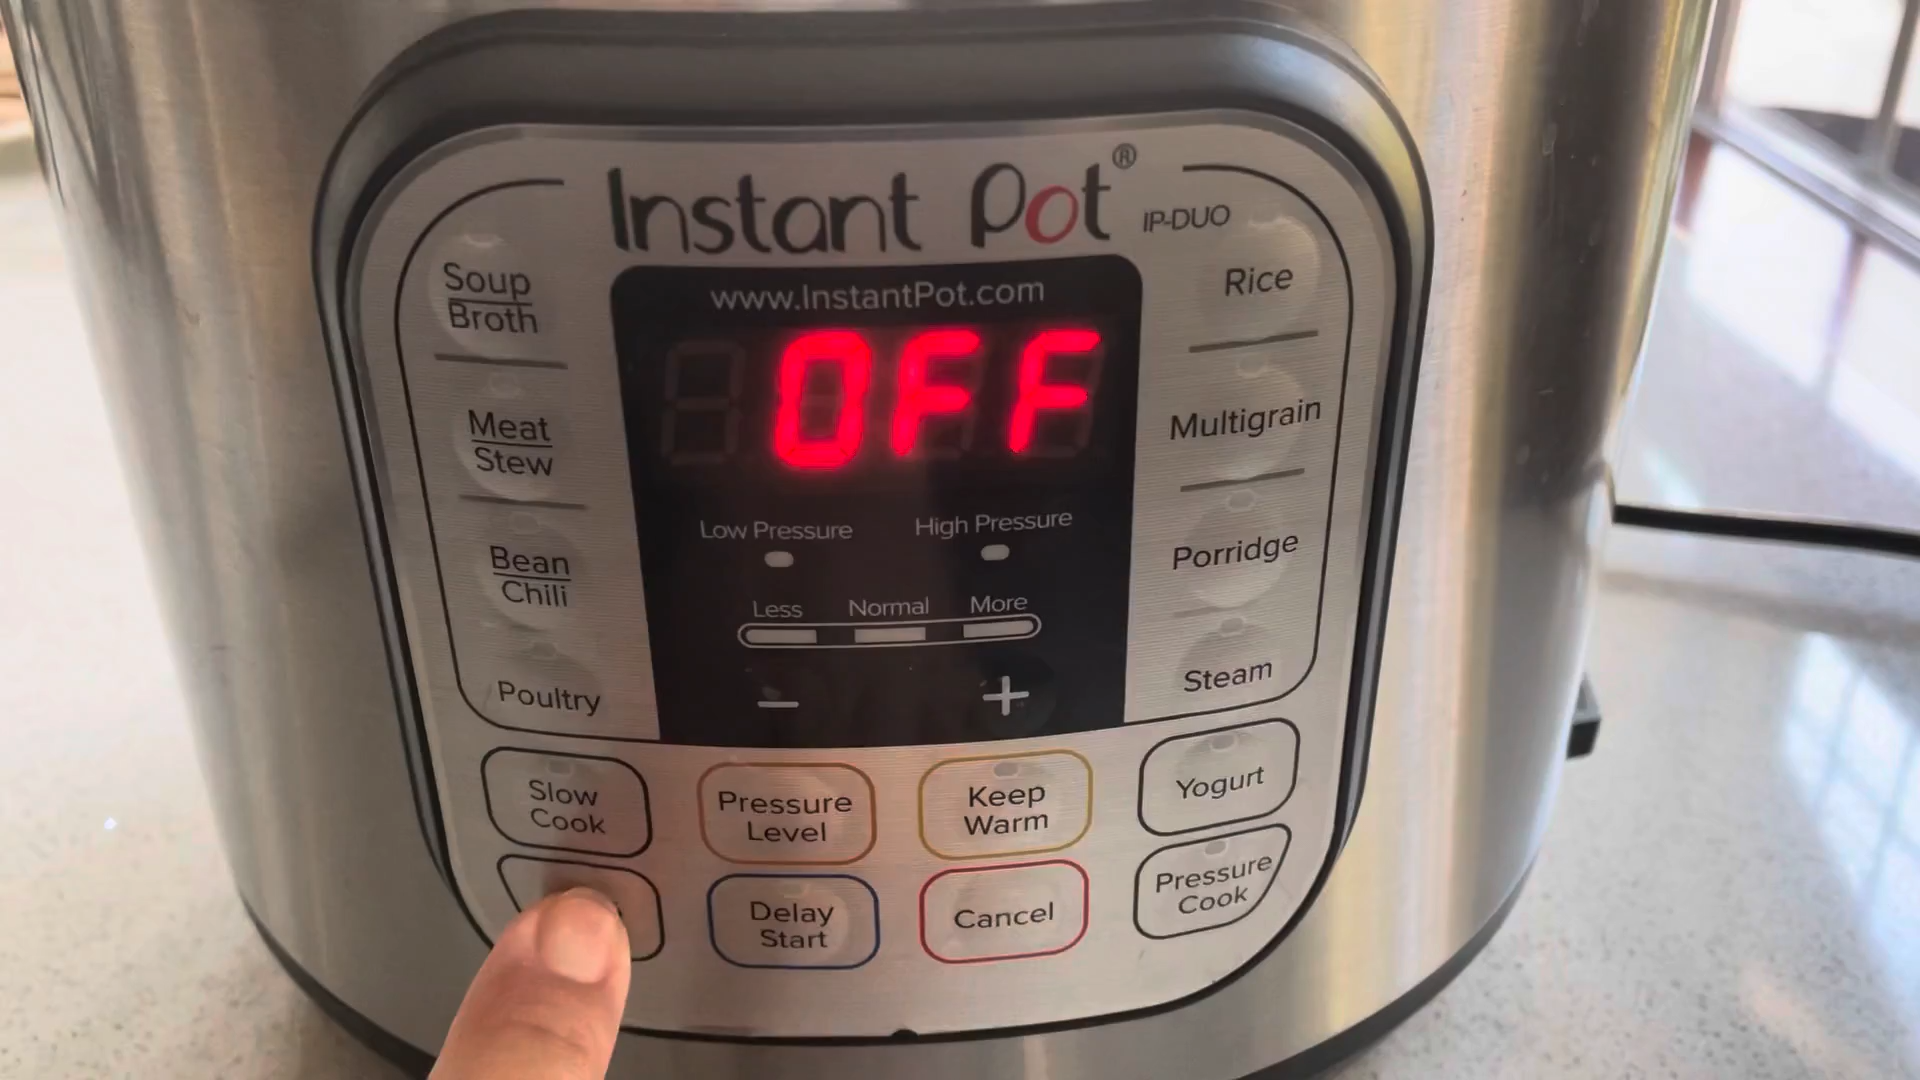 Instant Pot® IP-DUO
www.InstantPot.com
OFF
Low Pressure
High Pressure
Less
Normal
More
−
+
Soup
Broth
Meat
Stew
Bean
Chili
Poultry
Rice
Multigrain
Porridge
Steam
Slow
Cook
Pressure
Level
Keep
Warm
Yogurt
Delay
Start
Cancel
Pressure
Cook